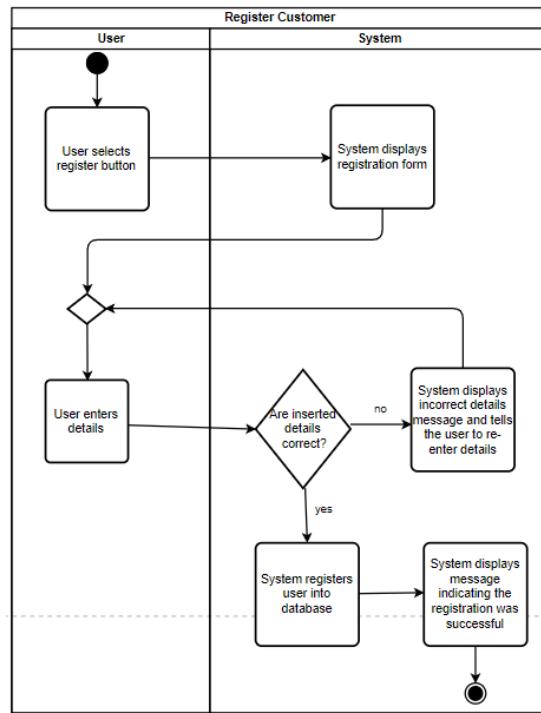 Register Customer
User
System
User selects
register button
System displays
registration form
User enters
details
Are inserted
details
correct?
no
System displays
incorrect details
message and tells
the user to re-
enter details
yes
System registers
user into
database
System displays
message
indicating the
registration was
successful